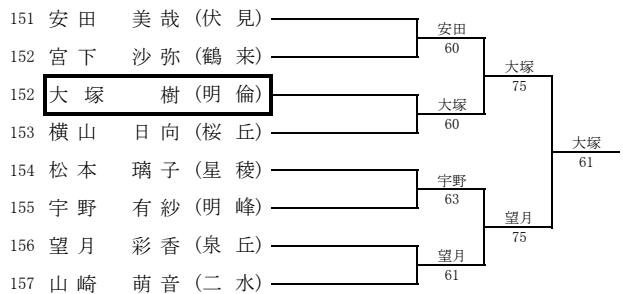 151 安田 美哉 (伏見)
152 宮下 沙弥 (鶴来)
152 大塚 樹 (明倫)
153 横山 日向 (桜丘)
154 松本 璃子 (星稜)
155 宇野 有紗 (明峰)
156 望月 彩香 (泉丘)
157 山崎 萌音 (二水)
安田
60
大塚
60
宇野
63
望月
61
大塚
75
望月
75
大塚
61